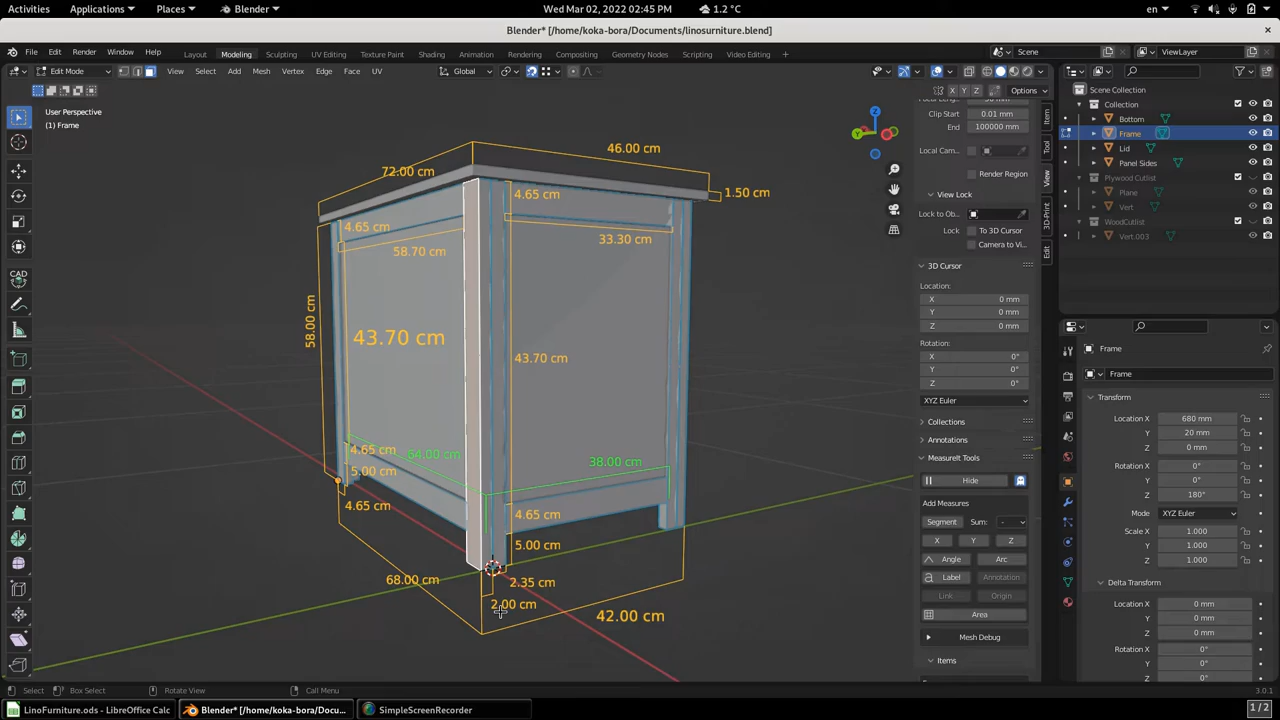 Activities Applications Places Blender Wed Mar 02, 2022 02:45 PM 1.2 °C en
Blender* [/home/koka-bora/Documents/linosurniture.blend]
File Edit Render Window Help Layout Modeling Sculpting UV Editing Texture Paint Shading Animation Rendering Compositing Geometry Nodes Scripting Video Editing Scene ViewLayer
Edit Mode View Select Add Mesh Vertex Edge Face UV Global
X Y Z Options
User Perspective
(1) Frame
Clip Start 0.01 mm
End 100000 mm
Local Cam...
Render Region
View Lock
Lock to Ob...
Lock To 3D Cursor
Camera to Vi...
3D Cursor
Location:
X 0 mm
Y 0 mm
Z 0 mm
Rotation:
X 0°
Y 0°
Z 0°
XYZ Euler
Collections
Annotations
MeasureIt Tools
Hide
Add Measures
Segment Sum: -
X Y Z
Angle Arc
Label Annotation
Link Origin
Area
Mesh Debug
Items
Item
Tool
View
3D-Print
Edit
CAD
46.00 cm
72.00 cm
1.50 cm
4.65 cm
4.65 cm
33.30 cm
58.70 cm
58.00 cm
43.70 cm
43.70 cm
4.65 cm
64.00 cm
38.00 cm
5.00 cm
4.65 cm
4.65 cm
5.00 cm
68.00 cm
2.35 cm
2.00 cm
42.00 cm
Scene Collection
Collection
Bottom
Frame
Lid
Panel Sides
Plywood Cutlist
Plane
Vert
WoodCutlist
Vert.003
Frame
Frame
Transform
Location X 680 mm
Y 20 mm
Z 0 mm
Rotation X 0°
Y 0°
Z 180°
Mode XYZ Euler
Scale X 1.000
Y 1.000
Z 1.000
Delta Transform
Location X 0 mm
Y 0 mm
Z 0 mm
Rotation X 0°
Y 0°
Z 0°
Select Box Select Rotate View Call Menu 3.0.1
LinoFurniture.ods - LibreOffice Calc Blender* [/home/koka-bora/Docu... SimpleScreenRecorder 1/2